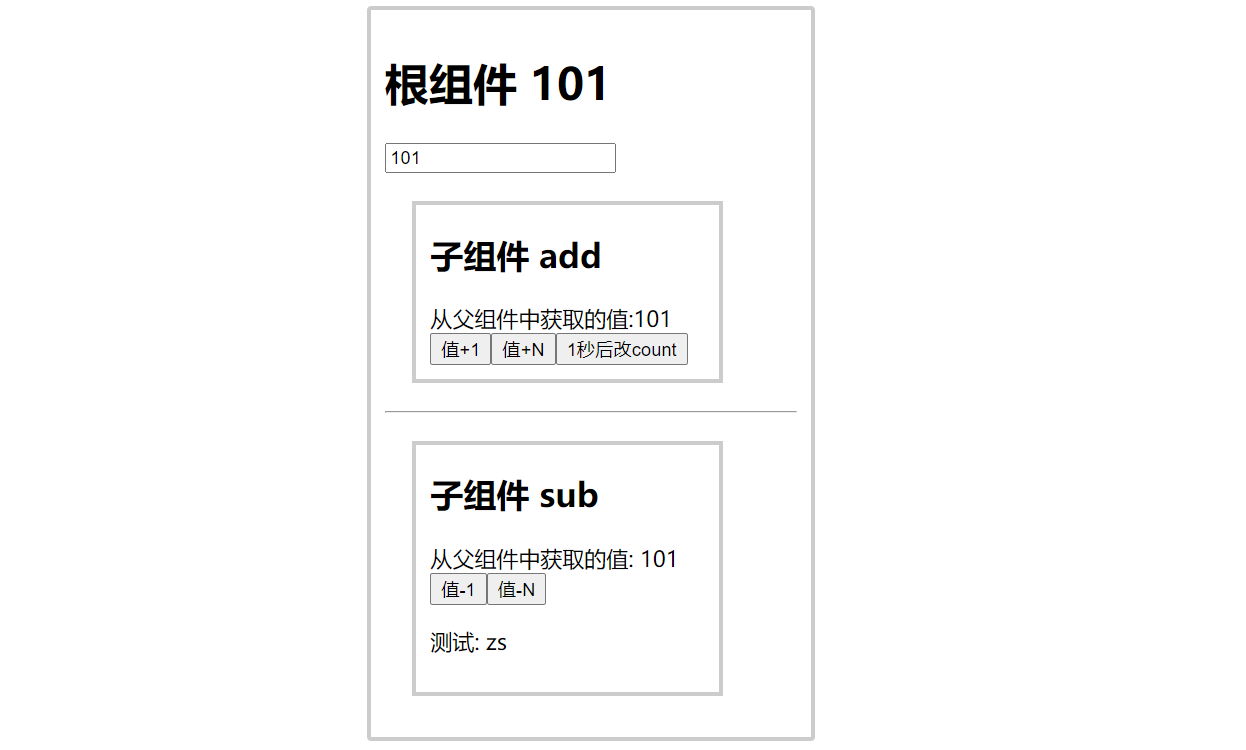 根组件 101
101
子组件 add
从父组件中获取的值:101
值+1 值+N 1秒后改count
子组件 sub
从父组件中获取的值: 101
值-1 值-N
测试: zs